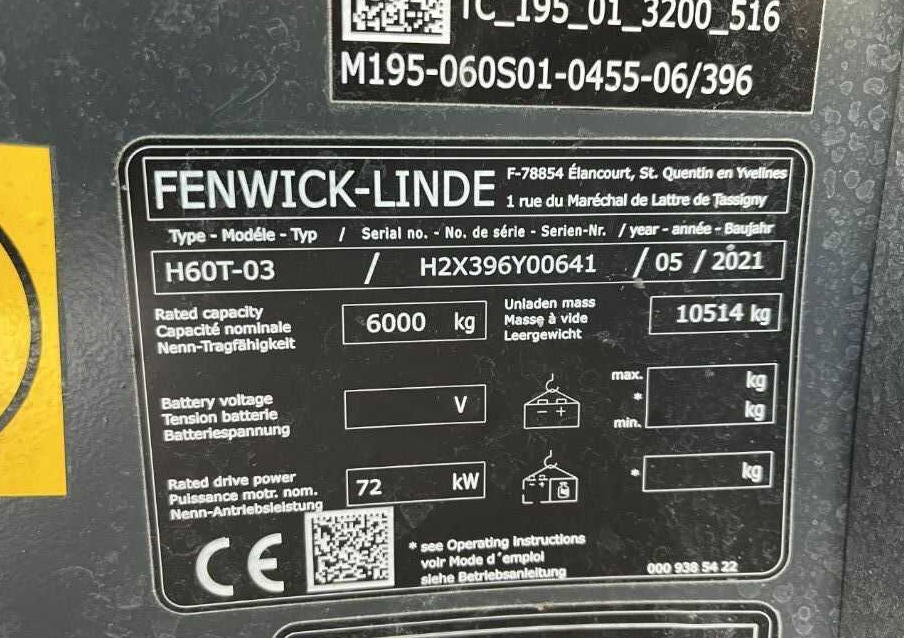 TC_195_01_3200_516
M195-060S01-0455-06/396
FENWICK-LINDE
F-78854 Élancourt, St. Quentin en Yvelines
1 rue du Maréchal de Lattre de Tassigny
Type - Modéle - Typ / Serial no. - No. de série - Serien-Nr. / year - année - Baujahr
H60T-03 / H2X396Y00641 / 05 / 2021
Rated capacity
Capacité nominale
Nenn-Tragfähigkeit
6000 kg
Unladen mass
Masse à vide
Leergewicht
10514 kg
Battery voltage
Tension batterie
Batteriespannung
V
max.
*
min.
kg
kg
Rated drive power
Puissance motr. nom.
Nenn-Antriebsleistung
72 kW
* kg
CE
* see Operating Instructions
voir Mode d'emploi
siehe Betriebsanleitung
000 938 54 22